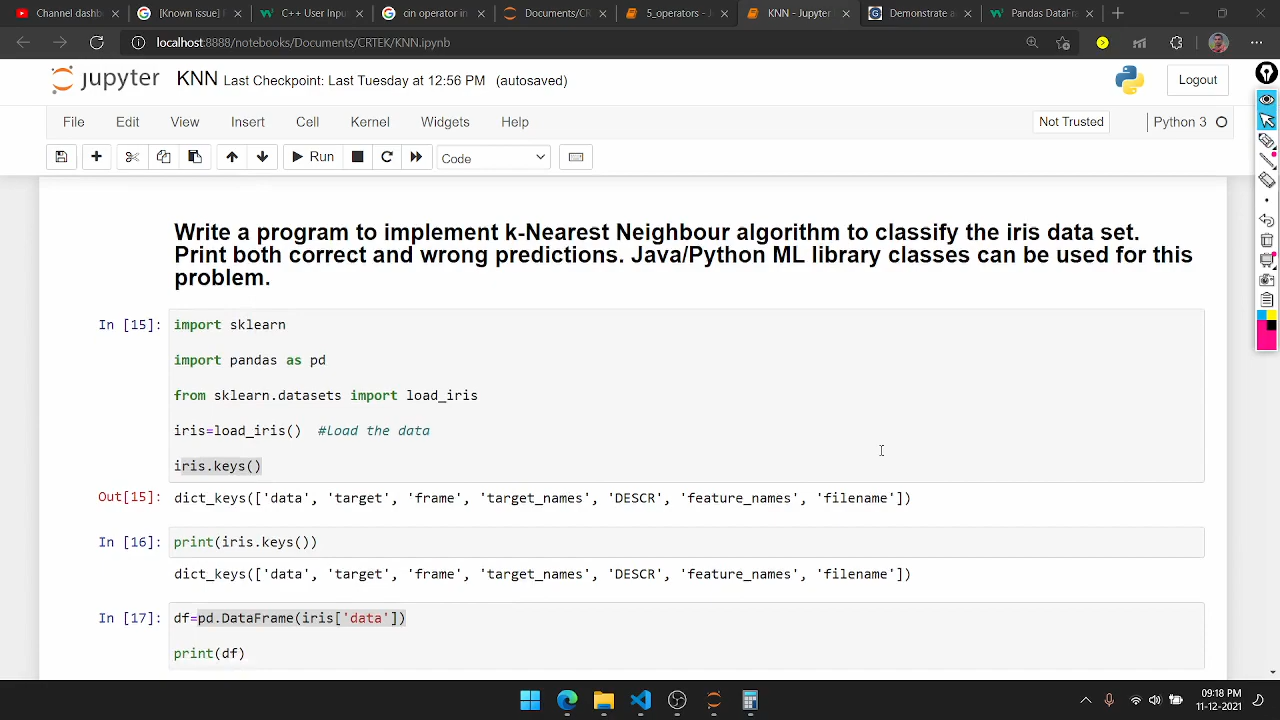 Channel dashbo
[Known issue] F
C++ User Inpu
cin operator in
Documents/CR
5_operators - J
KNN - Jupyter
Demonstrate a
Pandas DataFr
localhost:8888/notebooks/Documents/CRTEK/KNN.ipynb
jupyter KNN Last Checkpoint: Last Tuesday at 12:56 PM (autosaved)
Logout
File Edit View Insert Cell Kernel Widgets Help
Not Trusted
Python 3
Run
Code
Write a program to implement k-Nearest Neighbour algorithm to classify the iris data set.
Print both correct and wrong predictions. Java/Python ML library classes can be used for this
problem.
In [15]: import sklearn
import pandas as pd
from sklearn.datasets import load_iris
iris=load_iris()  #Load the data
iris.keys()
Out[15]: dict_keys(['data', 'target', 'frame', 'target_names', 'DESCR', 'feature_names', 'filename'])
In [16]: print(iris.keys())
dict_keys(['data', 'target', 'frame', 'target_names', 'DESCR', 'feature_names', 'filename'])
In [17]: df=pd.DataFrame(iris['data'])
print(df)
09:18 PM
11-12-2021